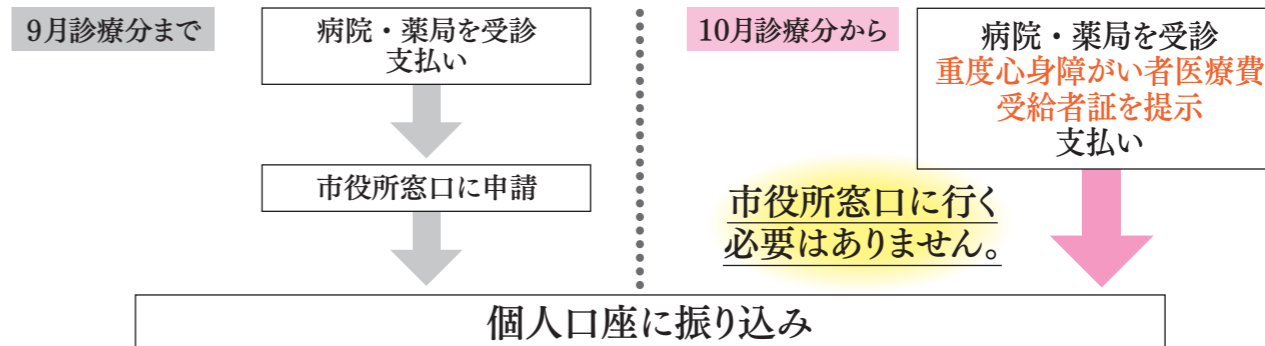 9月診療分まで
病院・薬局を受診
支払い
市役所窓口に申請
10月診療分から
病院・薬局を受診
重度心身障がい者医療費
受給者証を提示
支払い
市役所窓口に行く
必要はありません。
個人口座に振り込み